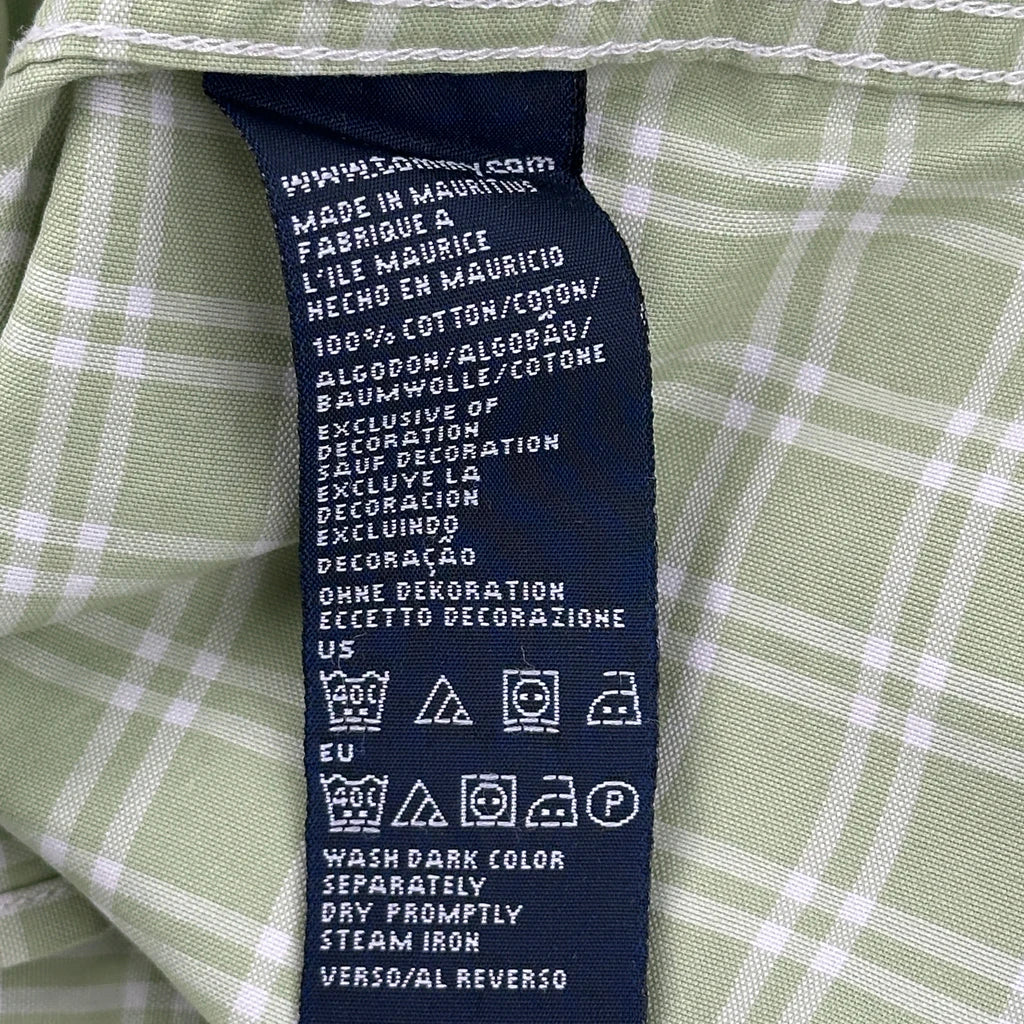 www.tommy.com
MADE IN MAURITIUS
FABRIQUE A
L'ILE MAURICE
HECHO EN MAURICIO
100% COTTON/COTON/
ALGODON/ALGODÃO/
BAUMWOLLE/COTONE
EXCLUSIVE OF
DECORATION
SAUF DECORATION
EXCLUYE LA
DECORACION
EXCLUINDO
DECORAÇÃO
OHNE DEKORATION
ECCETTO DECORAZIONE
US
40C
EU
40C P
WASH DARK COLOR
SEPARATELY
DRY PROMPTLY
STEAM IRON
VERSO/AL REVERSO